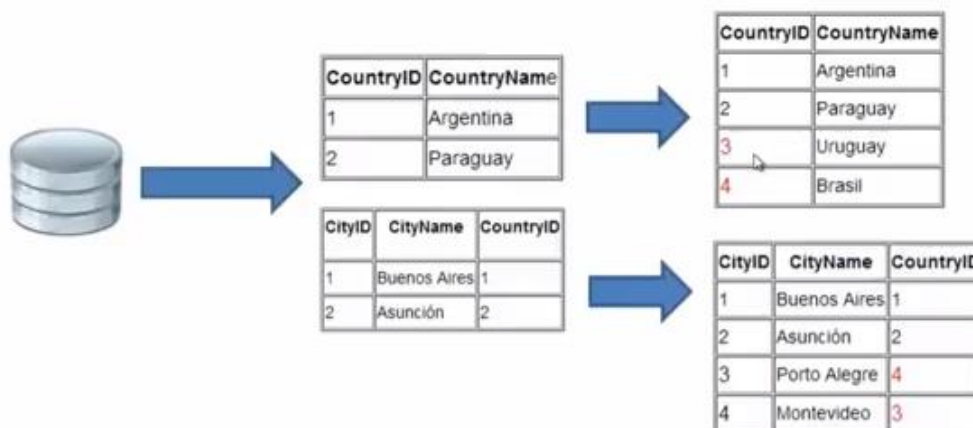 CountryID CountryName
1 Argentina
2 Paraguay
CityID CityName CountryID
1 Buenos Aires 1
2 Asunción 2
CountryID CountryName
1 Argentina
2 Paraguay
3 Uruguay
4 Brasil
CityID CityName CountryID
1 Buenos Aires 1
2 Asunción 2
3 Porto Alegre 4
4 Montevideo 3